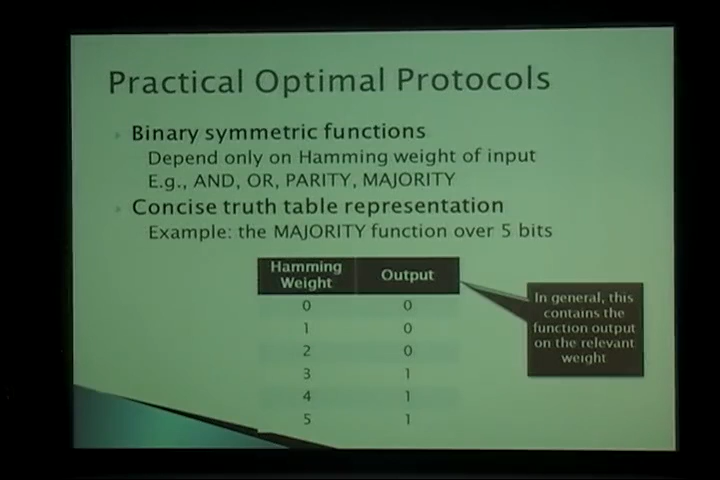 Practical Optimal Protocols
Binary symmetric functions
Depend only on Hamming weight of input
E.g., AND, OR, PARITY, MAJORITY
Concise truth table representation
Example: the MAJORITY function over 5 bits
Hamming Weight Output
0 0
1 0
2 0
3 1
4 1
5 1
In general, this
contains the
function output
on the relevant
weight